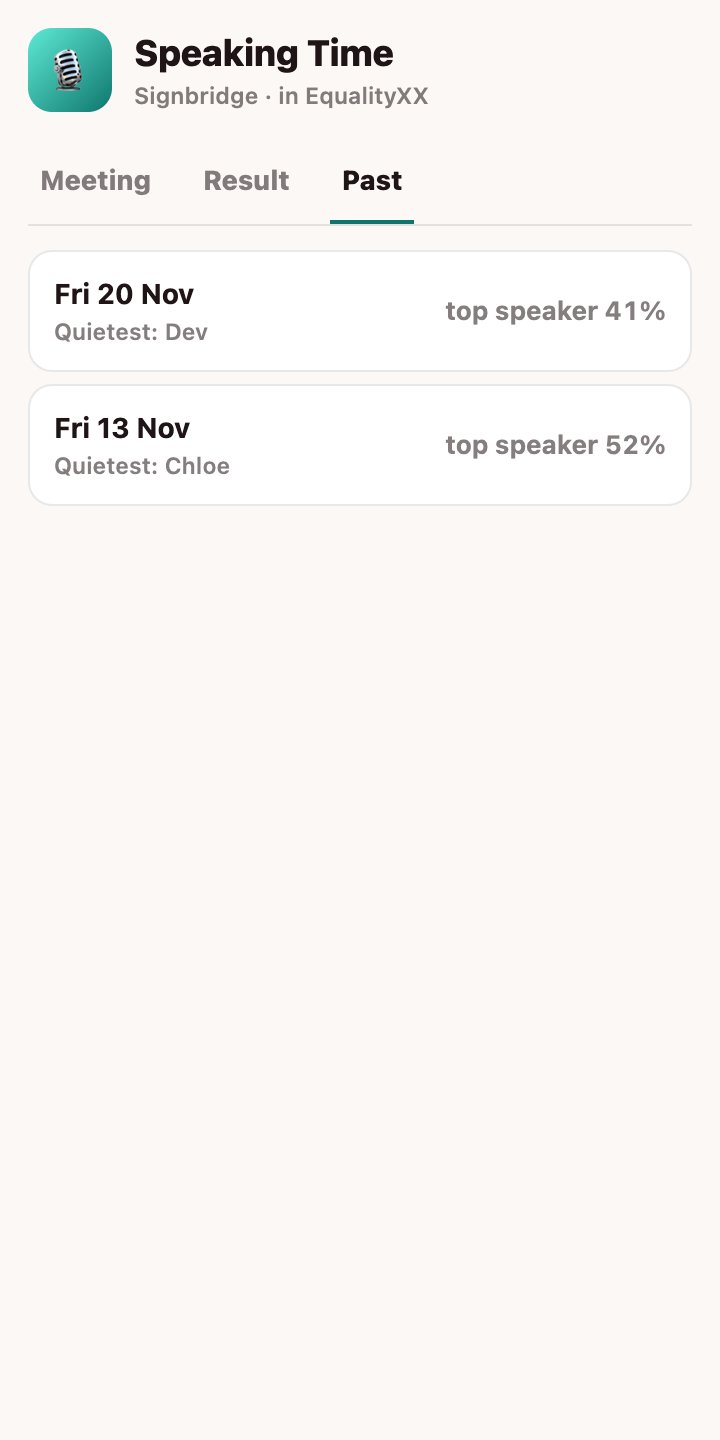 Speaking Time
Signbridge · in EqualityXX
Meeting Result Past
Fri 20 Nov
Quietest: Dev
top speaker 41%
Fri 13 Nov
Quietest: Chloe
top speaker 52%